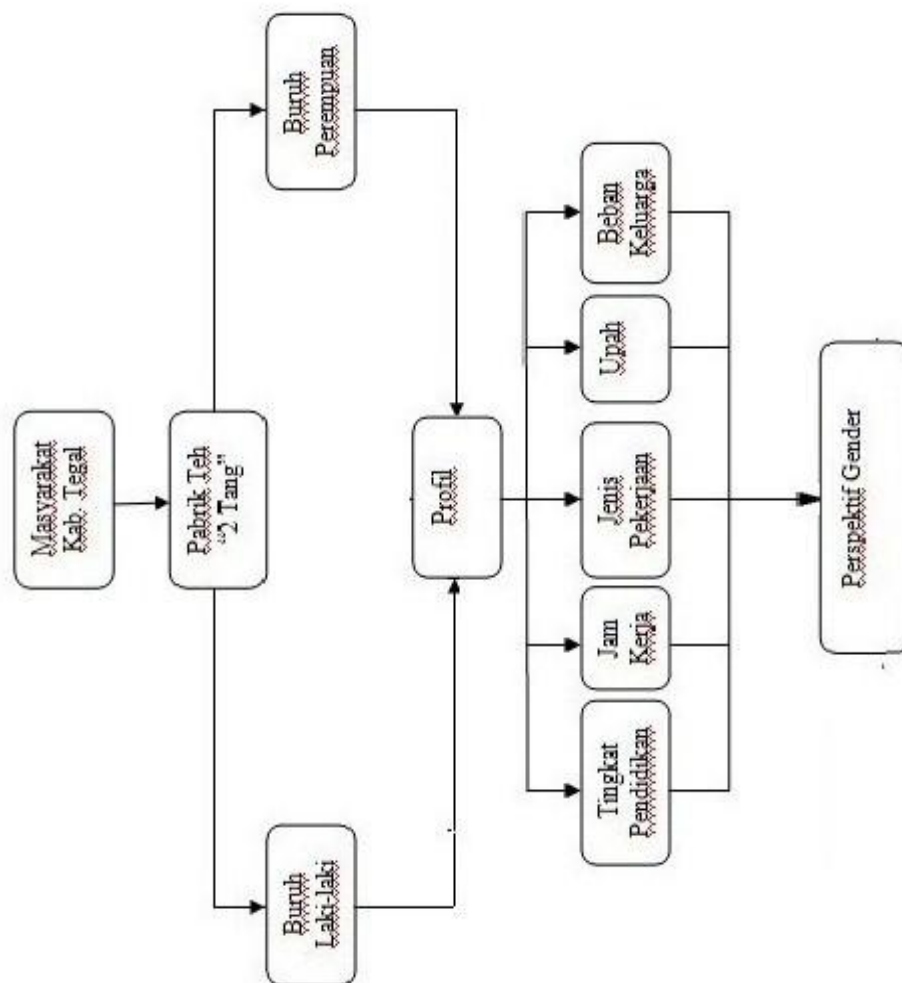 Masyarakat
Kab. Tegal
Pabrik Teh
“2 Tang”
Buruh
Laki-laki
Buruh
Perempuan
Profil
Tingkat
Pendidikan
Jam
Kerja
Jenis
Pekerjaan
Upah
Beban
Keluarga
Perspektif Gender